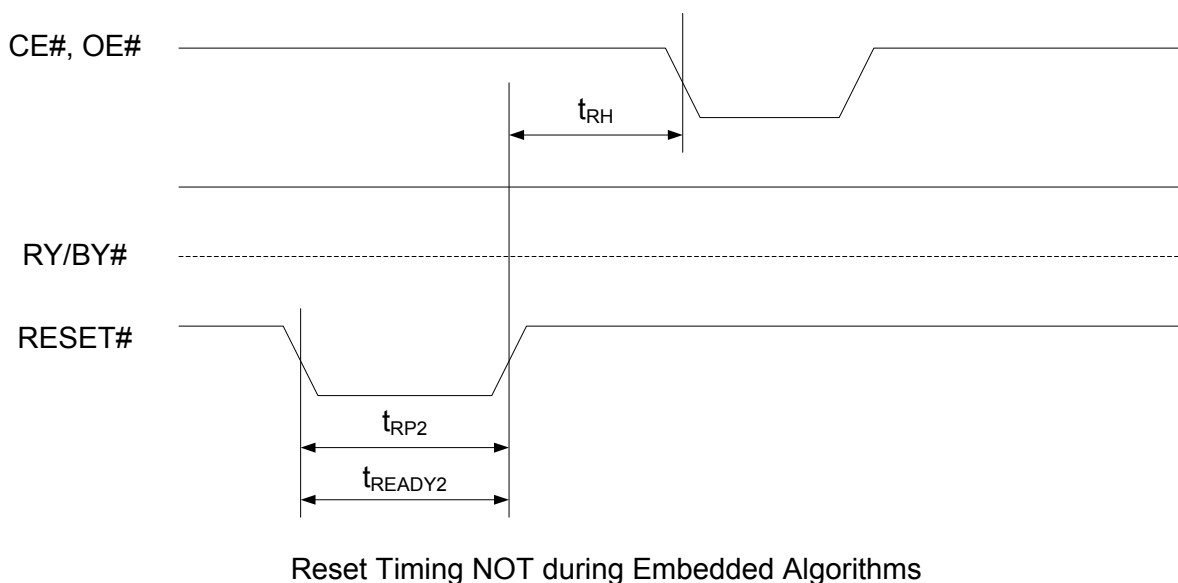 CE#, OE#
tRH
RY/BY#
RESET#
tRP2
tREADY2
Reset Timing NOT during Embedded Algorithms